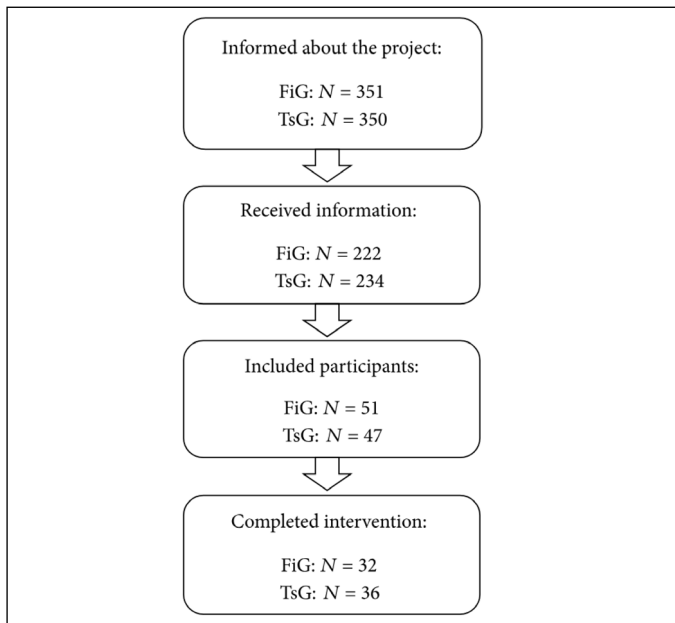 Informed about the project:
FiG: N = 351
TsG: N = 350
Received information:
FiG: N = 222
TsG: N = 234
Included participants:
FiG: N = 51
TsG: N = 47
Completed intervention:
FiG: N = 32
TsG: N = 36